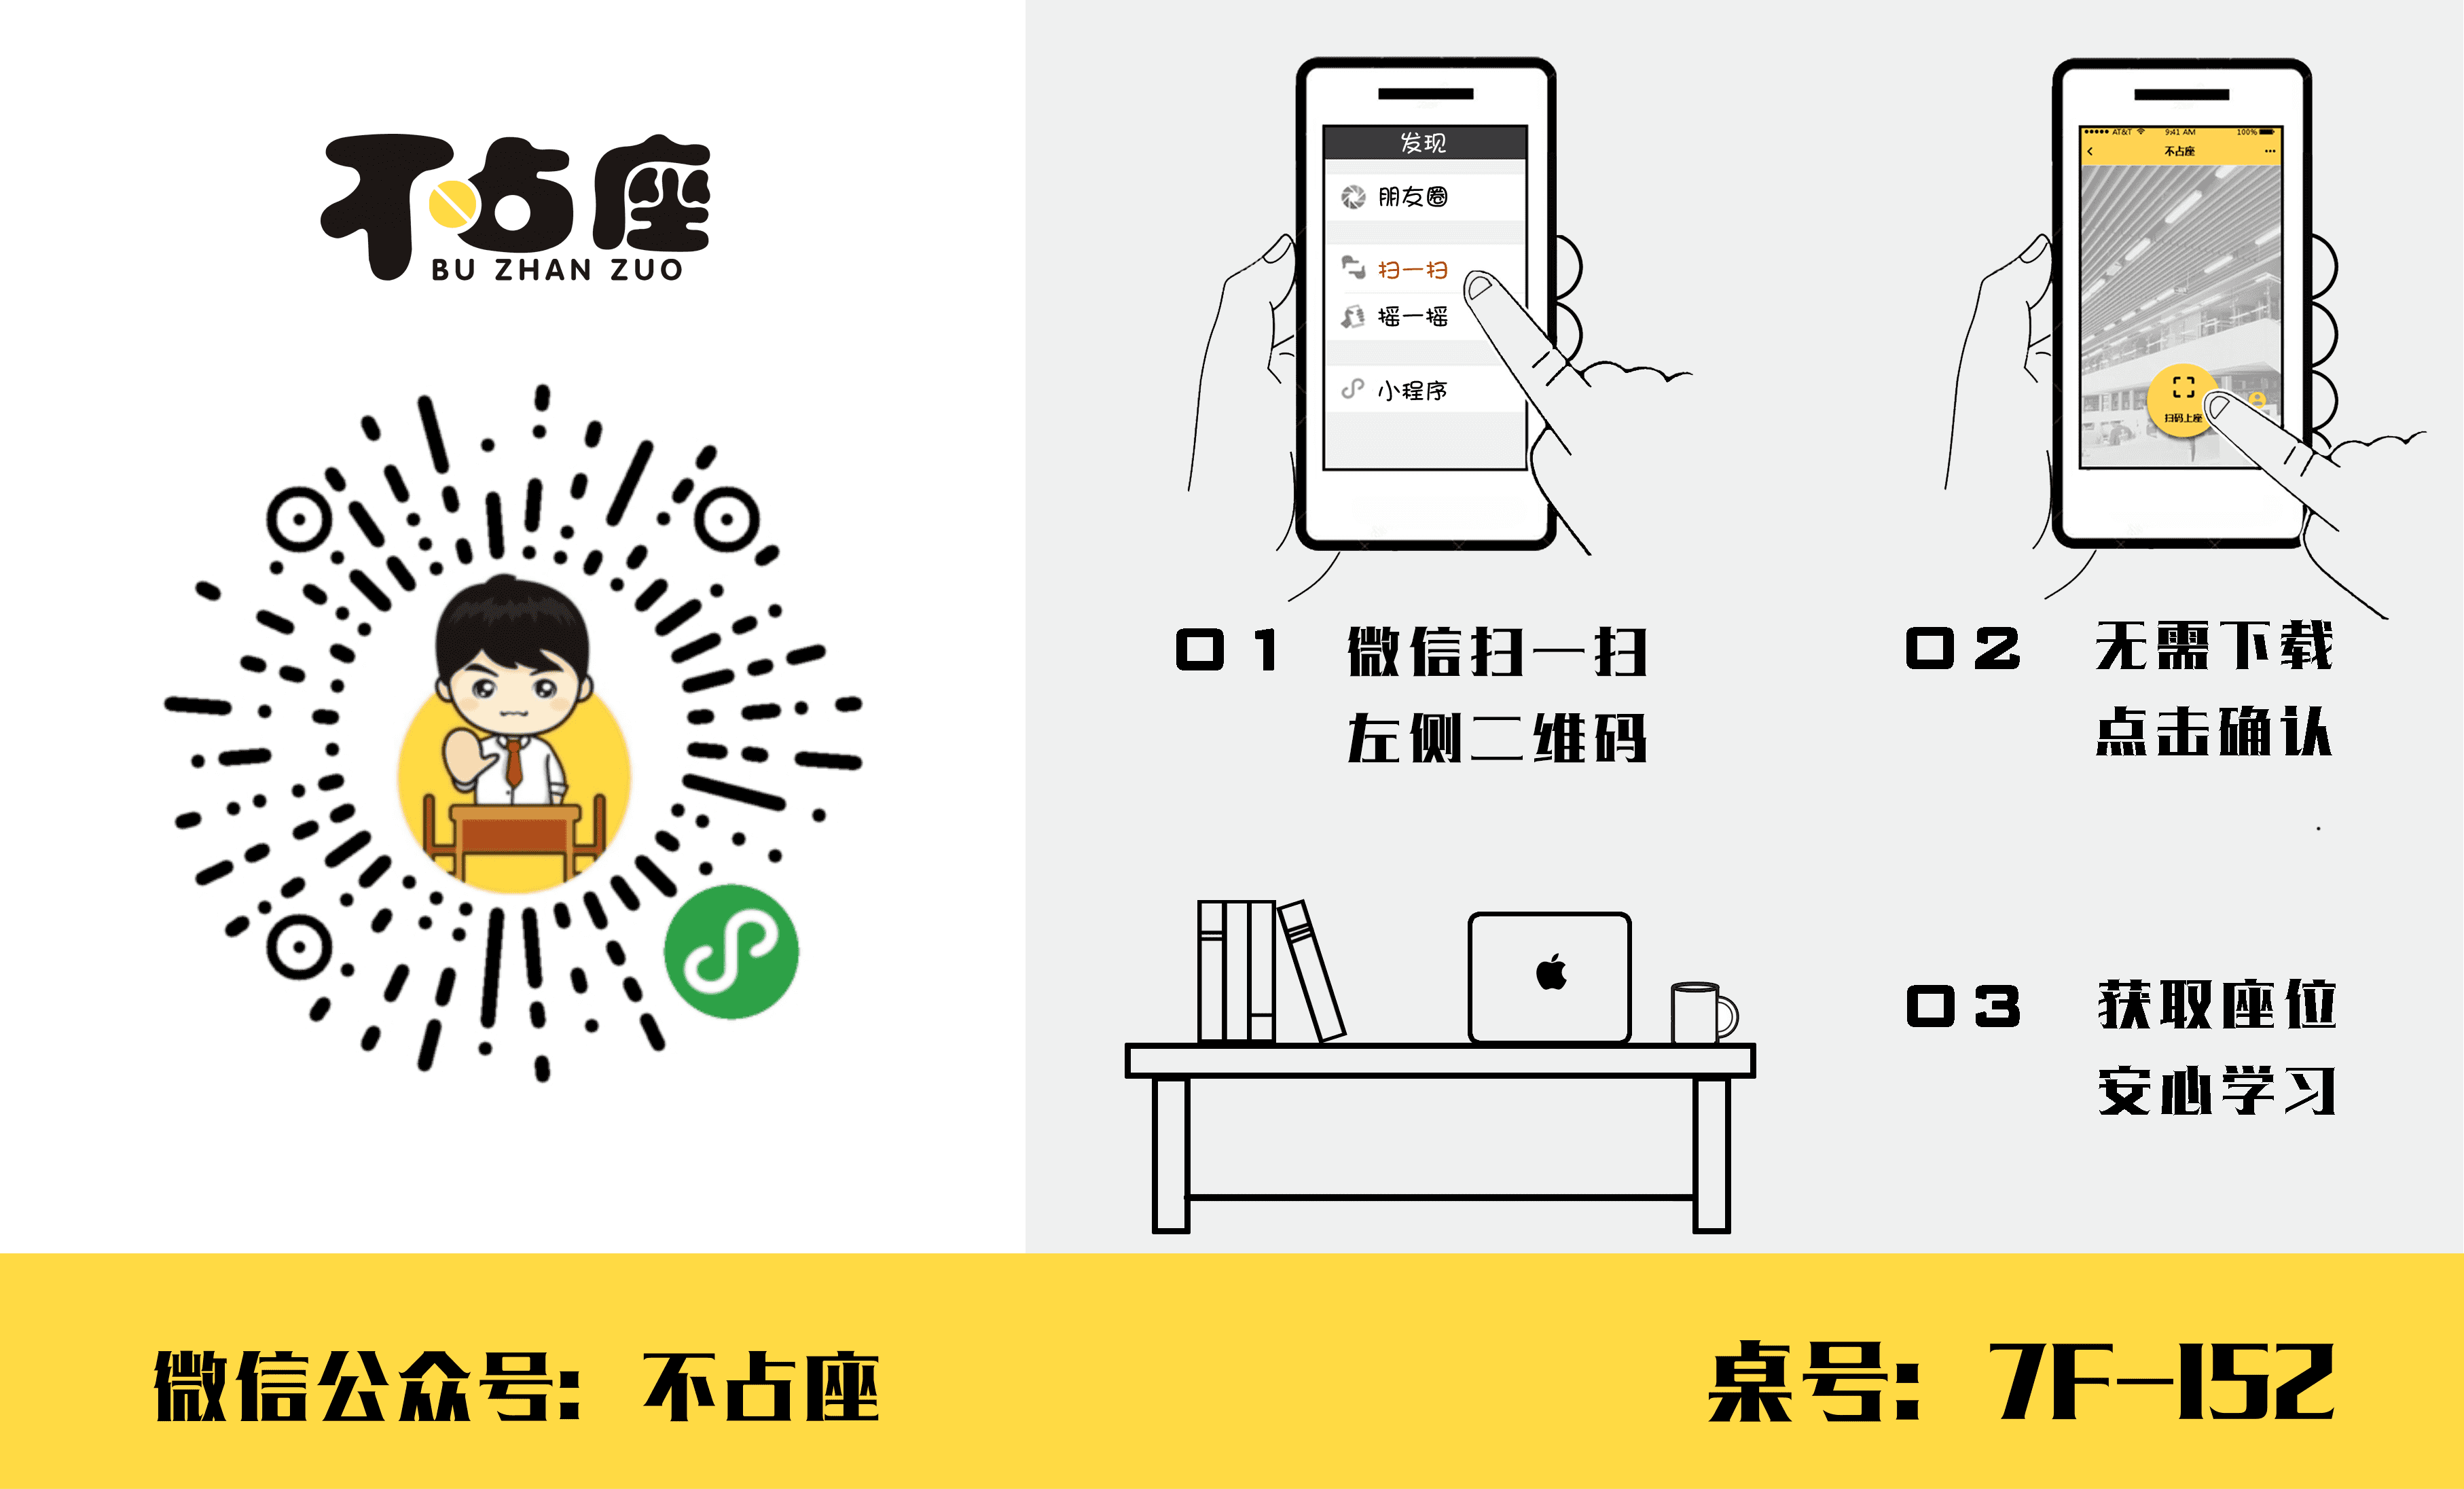 不占座
BU ZHAN ZUO
发现
朋友圈
扫一扫
摇一摇
小程序
AT&T 9:41 AM 100%
不占座
扫码上座
01 微信扫一扫
左侧二维码
02 无需下载
点击确认
03 获取座位
安心学习
微信公众号: 不占座
桌号: 7F-152